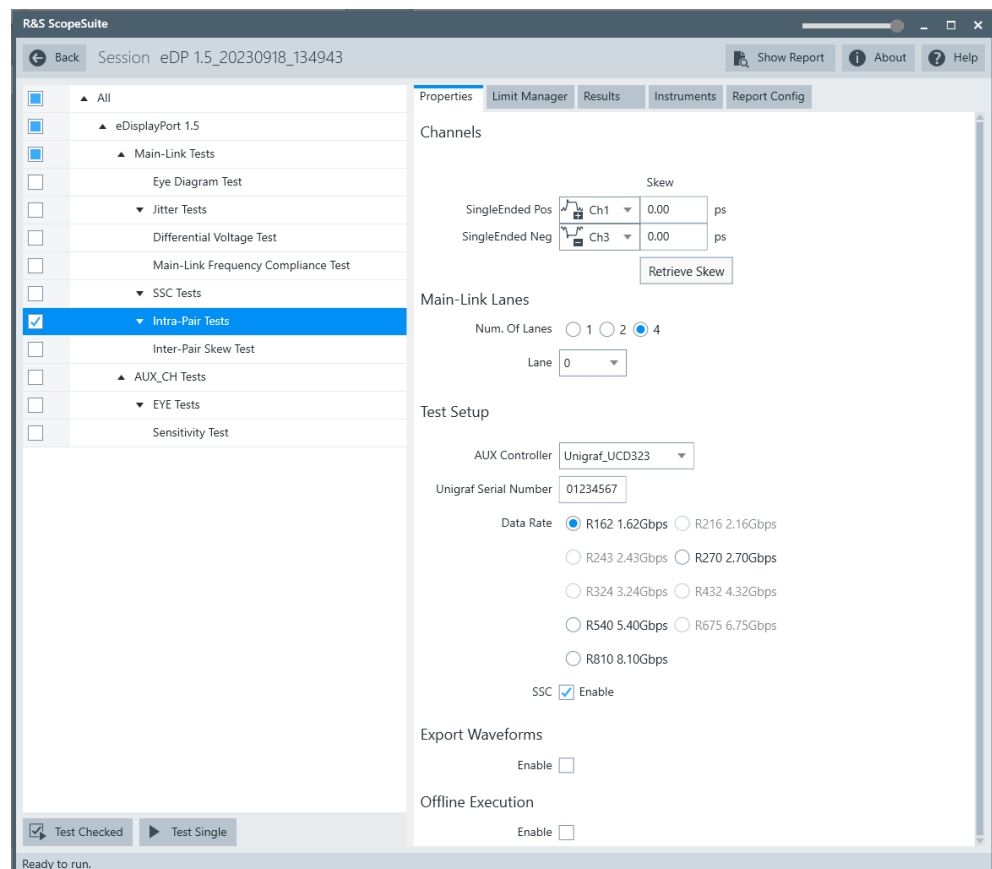 R&S ScopeSuite
Back Session eDP 1.5_20230918_134943 Show Report About Help
All
eDisplayPort 1.5
Main-Link Tests
Eye Diagram Test
Jitter Tests
Differential Voltage Test
Main-Link Frequency Compliance Test
SSC Tests
Intra-Pair Tests
Inter-Pair Skew Test
AUX_CH Tests
EYE Tests
Sensitivity Test
Test Checked Test Single
Ready to run.
Properties Limit Manager Results Instruments Report Config
Channels
Skew
SingleEnded Pos Ch1 0.00 ps
SingleEnded Neg Ch3 0.00 ps
Retrieve Skew
Main-Link Lanes
Num. Of Lanes 1 2 4
Lane 0
Test Setup
AUX Controller Unigraf_UCD323
Unigraf Serial Number 01234567
Data Rate R162 1.62Gbps R216 2.16Gbps
R243 2.43Gbps R270 2.70Gbps
R324 3.24Gbps R432 4.32Gbps
R540 5.40Gbps R675 6.75Gbps
R810 8.10Gbps
SSC Enable
Export Waveforms
Enable
Offline Execution
Enable